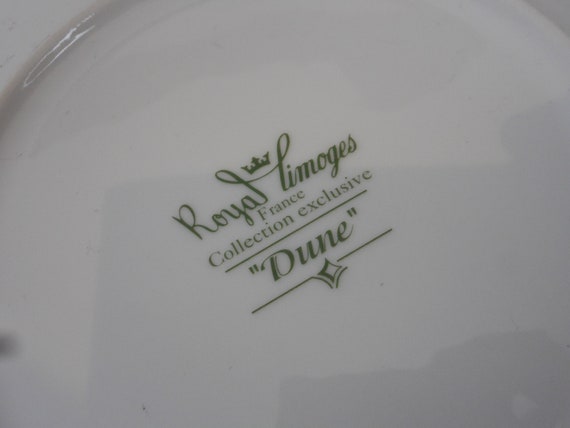 Royal Limoges
France
Collection exclusive
"Dune"